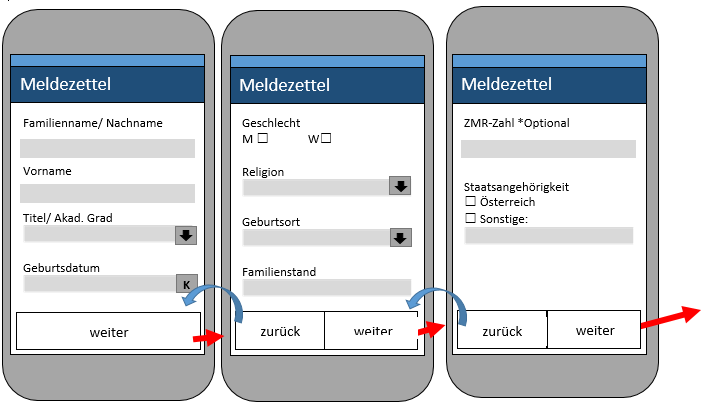 Meldezettel
Familienname/ Nachname
Vorname
Titel/ Akad. Grad
Geburtsdatum
K
weiter
Meldezettel
Geschlecht
M ☐ W☐
Religion
Geburtsort
Familienstand
zurück weiter
Meldezettel
ZMR-Zahl *Optional
Staatsangehörigkeit
☐ Österreich
☐ Sonstige:
zurück weiter